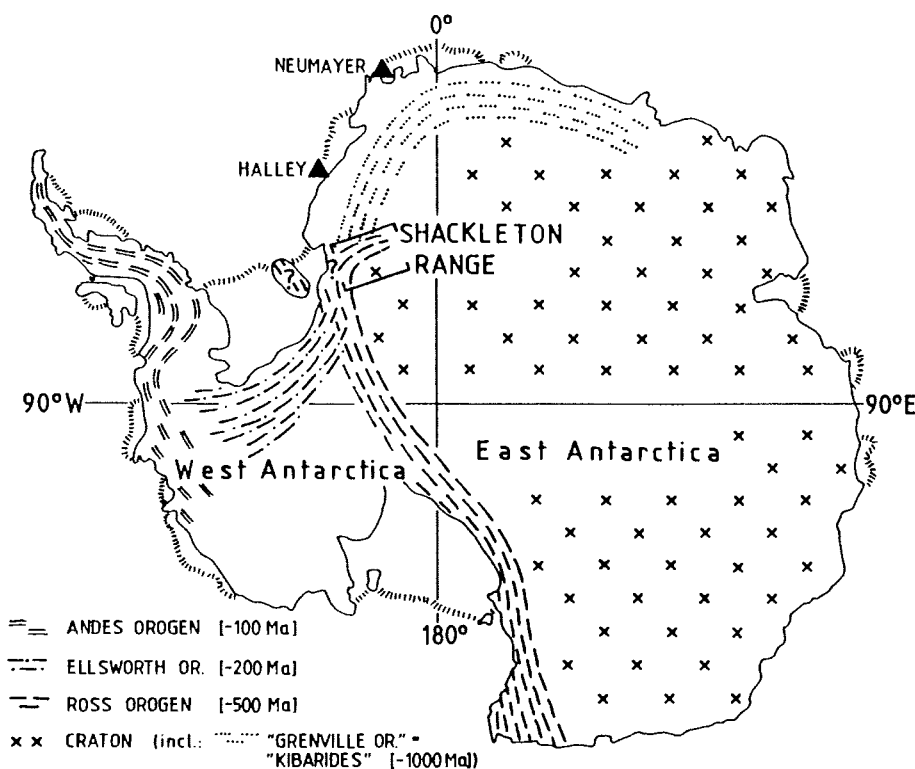 0°
NEUMAYER
HALLEY
SHACKLETON
RANGE
90°W
90°E
West Antarctica
East Antarctica
180°
ANDES OROGEN [~100 Ma]
ELLSWORTH OR. [~200 Ma]
ROSS OROGEN [~500 Ma]
x x CRATON (incl.: "GRENVILLE OR." =
"KIBARIDES" [~1000 Ma])